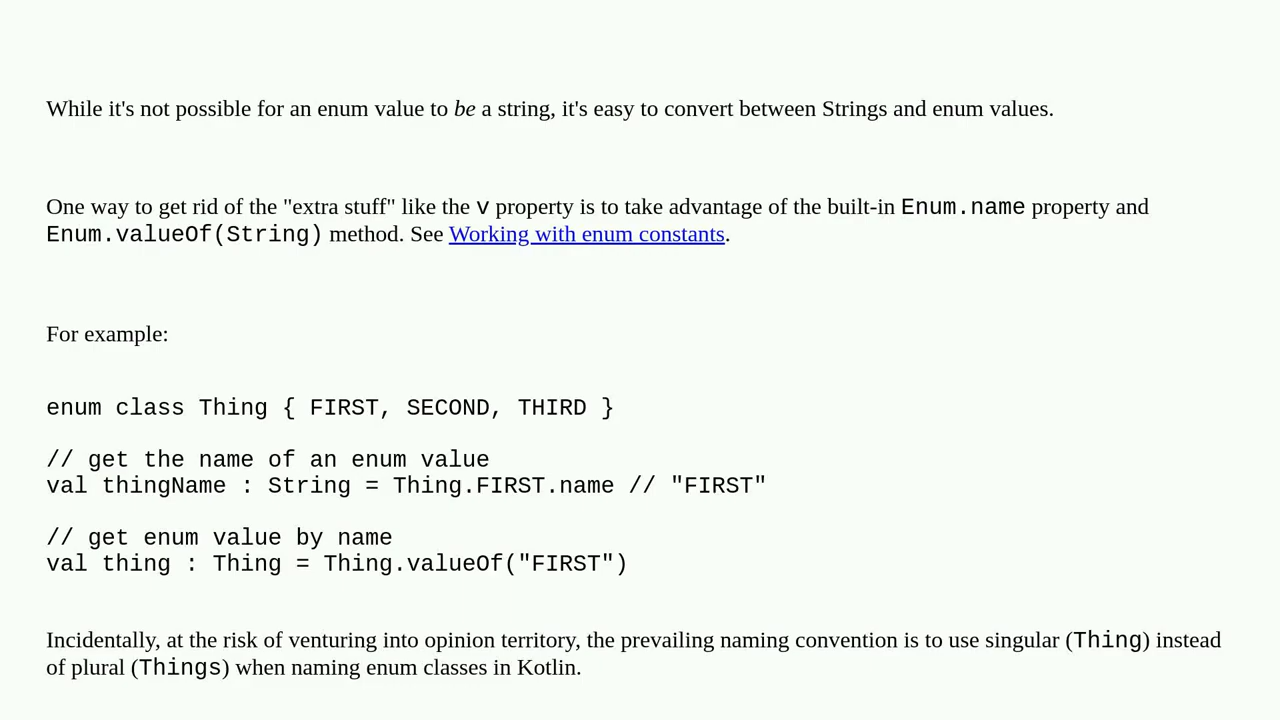 While it's not possible for an enum value to be a string, it's easy to convert between Strings and enum values.
One way to get rid of the "extra stuff" like the v property is to take advantage of the built-in Enum.name property and
Enum.valueOf(String) method. See Working with enum constants.
For example:
enum class Thing { FIRST, SECOND, THIRD }
// get the name of an enum value
val thingName : String = Thing.FIRST.name // "FIRST"
// get enum value by name
val thing : Thing = Thing.valueOf("FIRST")
Incidentally, at the risk of venturing into opinion territory, the prevailing naming convention is to use singular (Thing) instead
of plural (Things) when naming enum classes in Kotlin.